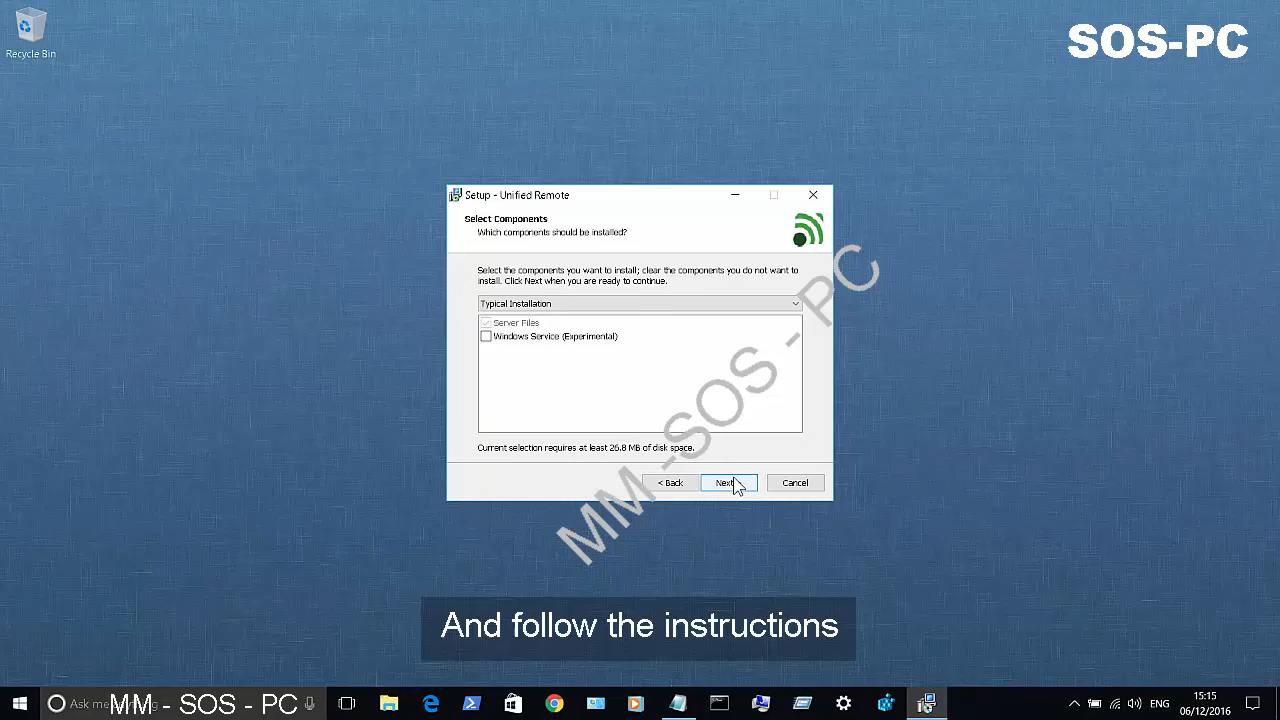 Recycle Bin
SOS-PC
Setup - Unified Remote
Select Components
Which components should be installed?
Select the components you want to install; clear the components you do not want to
install. Click Next when you are ready to continue.
Typical Installation
Server Files
Windows Service (Experimental)
Current selection requires at least 26.8 MB of disk space.
< Back
Next
Cancel
MM -SOS - PC
And follow the instructions
Ask me
MM - SOS - PC
ENG
15:15
06/12/2016